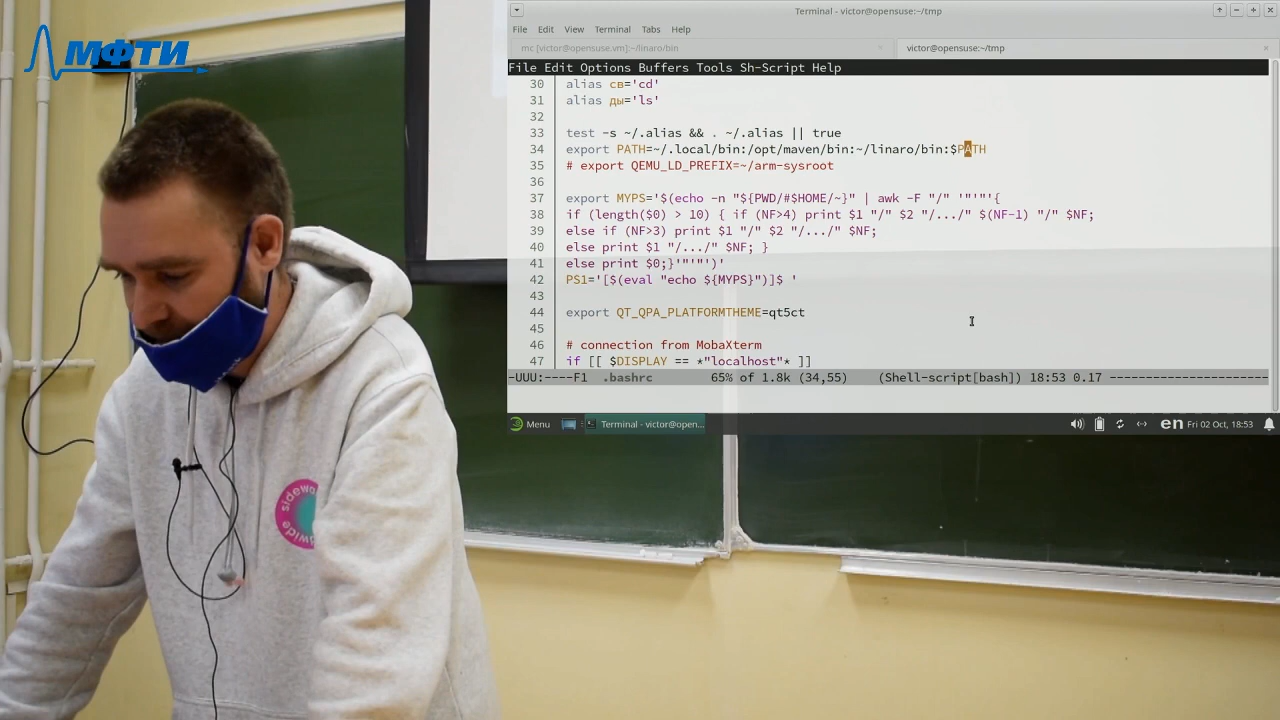 МФТИ
Terminal - victor@opensuse:~/tmp
File Edit View Terminal Tabs Help
mc [victor@opensuse.vm]:~/linaro/bin
victor@opensuse:~/tmp
File Edit Options Buffers Tools Sh-Script Help
30 alias св='cd'
31 alias ды='ls'
32
33 test -s ~/.alias && . ~/.alias || true
34 export PATH=~/.local/bin:/opt/maven/bin:~/linaro/bin:$PATH
35 # export QEMU_LD_PREFIX=~/arm-sysroot
36
37 export MYPS='$(echo -n "${PWD/#$HOME/~}" | awk -F "/" '"'"'{
38 if (length($0) > 10) { if (NF>4) print $1 "/" $2 "/.../" $(NF-1) "/" $NF;
39 else if (NF>3) print $1 "/" $2 "/.../" $NF;
40 else print $1 "/.../" $NF; }
41 else print $0;}'"'"')'
42 PS1='[$(eval "echo ${MYPS}")]$ '
43
44 export QT_QPA_PLATFORMTHEME=qt5ct
45
46 # connection from MobaXterm
47 if [[ $DISPLAY == *"localhost"* ]]
-UUU:----F1 .bashrc 65% of 1.8k (34,55) (Shell-script[bash]) 18:53 0.17
Menu Terminal - victor@open... en Fri 02 Oct, 18:53